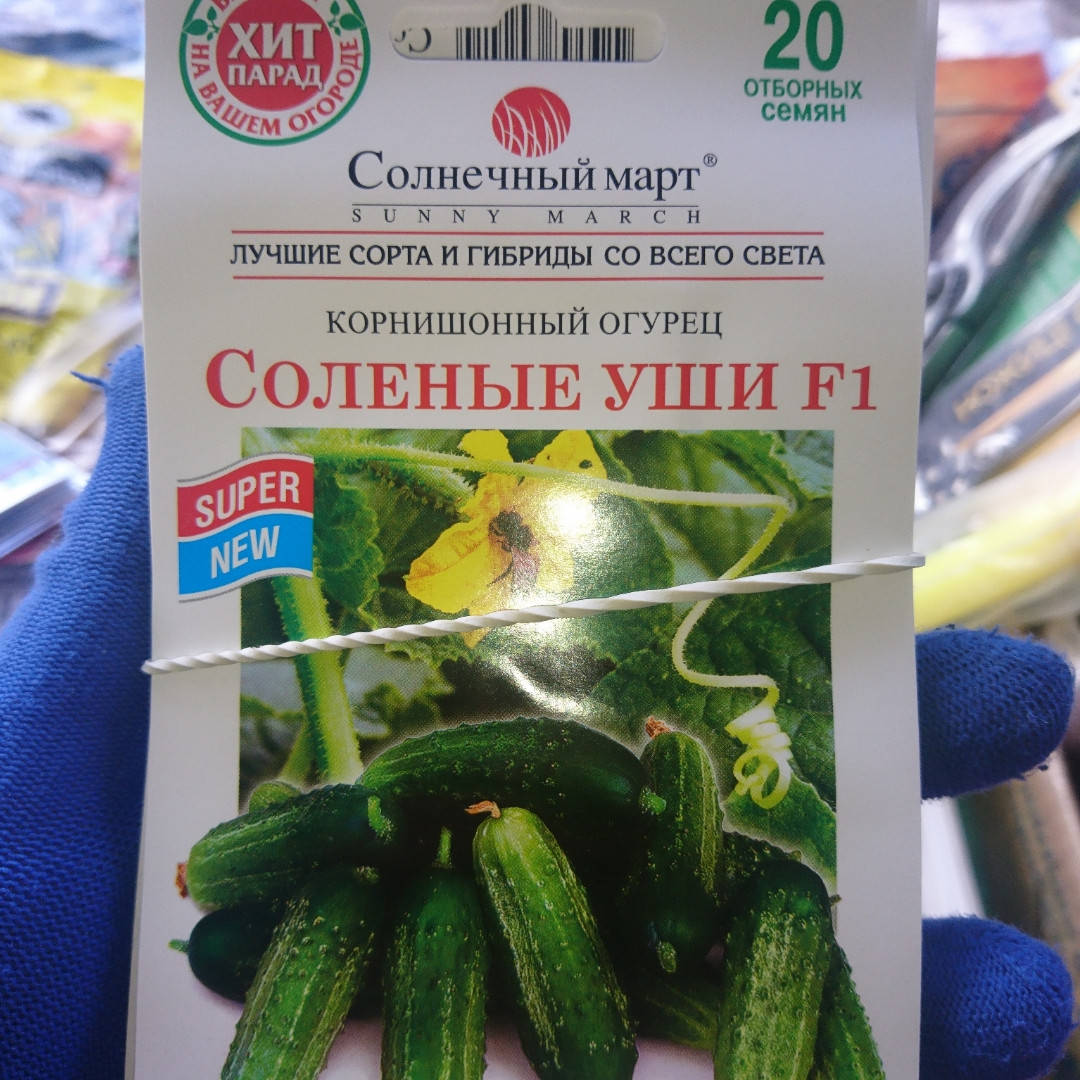 ХИТ
ПАРАД
НА ВАШЕМ ОГОРОДЕ
20
ОТБОРНЫХ
семян
Солнечный март®
SUNNY MARCH
ЛУЧШИЕ СОРТА И ГИБРИДЫ СО ВСЕГО СВЕТА
КОРНИШОННЫЙ ОГУРЕЦ
СОЛЕНЫЕ УШИ F1
SUPER
NEW